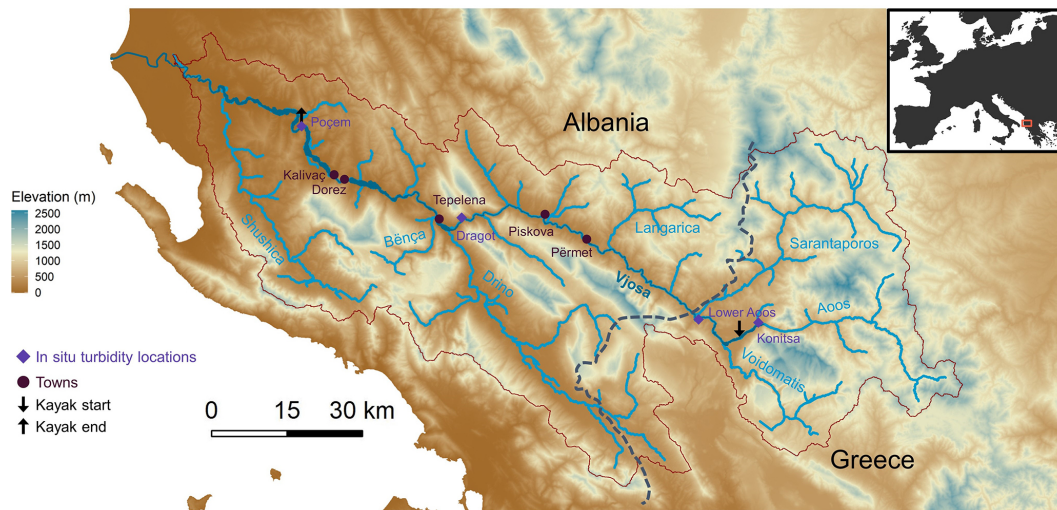 Albania
Poçem
Kalivaç
Dorez
Tepelena
Dragot
Piskova
Përmet
Langarica
Sarantaporos
Shushica
Bënça
Drino
Vjosa
Lower Aoos
Aoos
Konitsa
Voidomatis
Greece
Elevation (m)
2500
2000
1500
1000
500
0
In situ turbidity locations
Towns
Kayak start
Kayak end
0 15 30 km